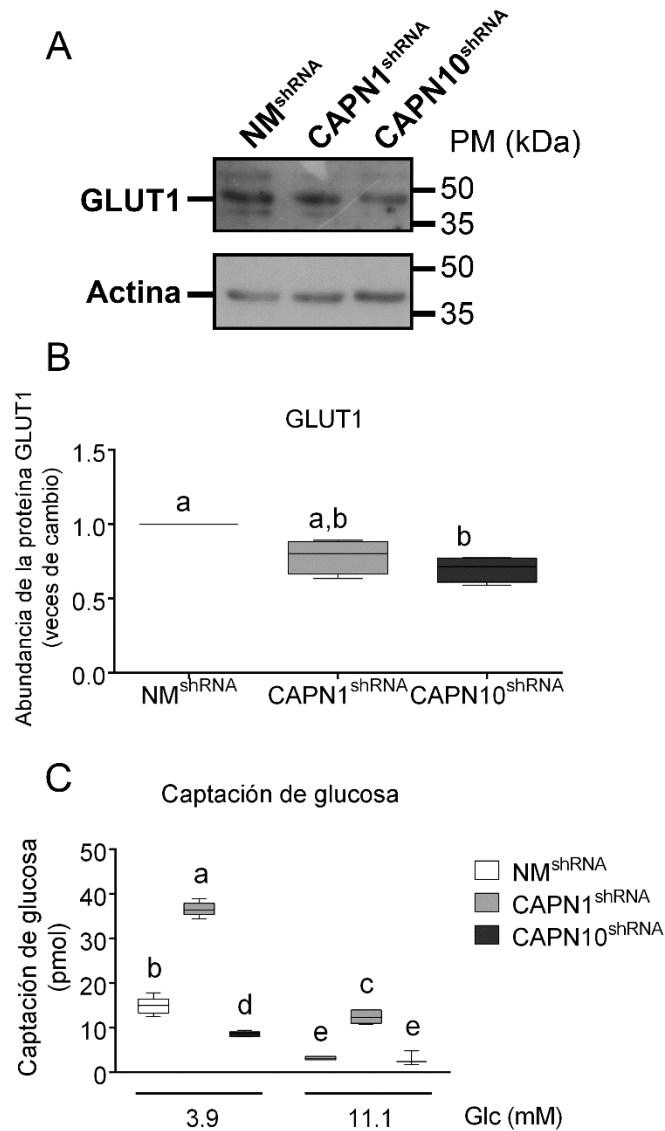 A
NMshRNA CAPN1shRNA CAPN10shRNA
PM (kDa)
GLUT1
50
35
Actina
50
35
B
GLUT1
Abundancia de la proteína GLUT1
(veces de cambio)
1.5
1.0
0.5
0.0
a
a,b
b
NMshRNA CAPN1shRNA CAPN10shRNA
C
Captación de glucosa
Captación de glucosa
(pmol)
50
40
30
20
10
0
b
a
d
e
c
e
NMshRNA
CAPN1shRNA
CAPN10shRNA
3.9 11.1 Glc (mM)